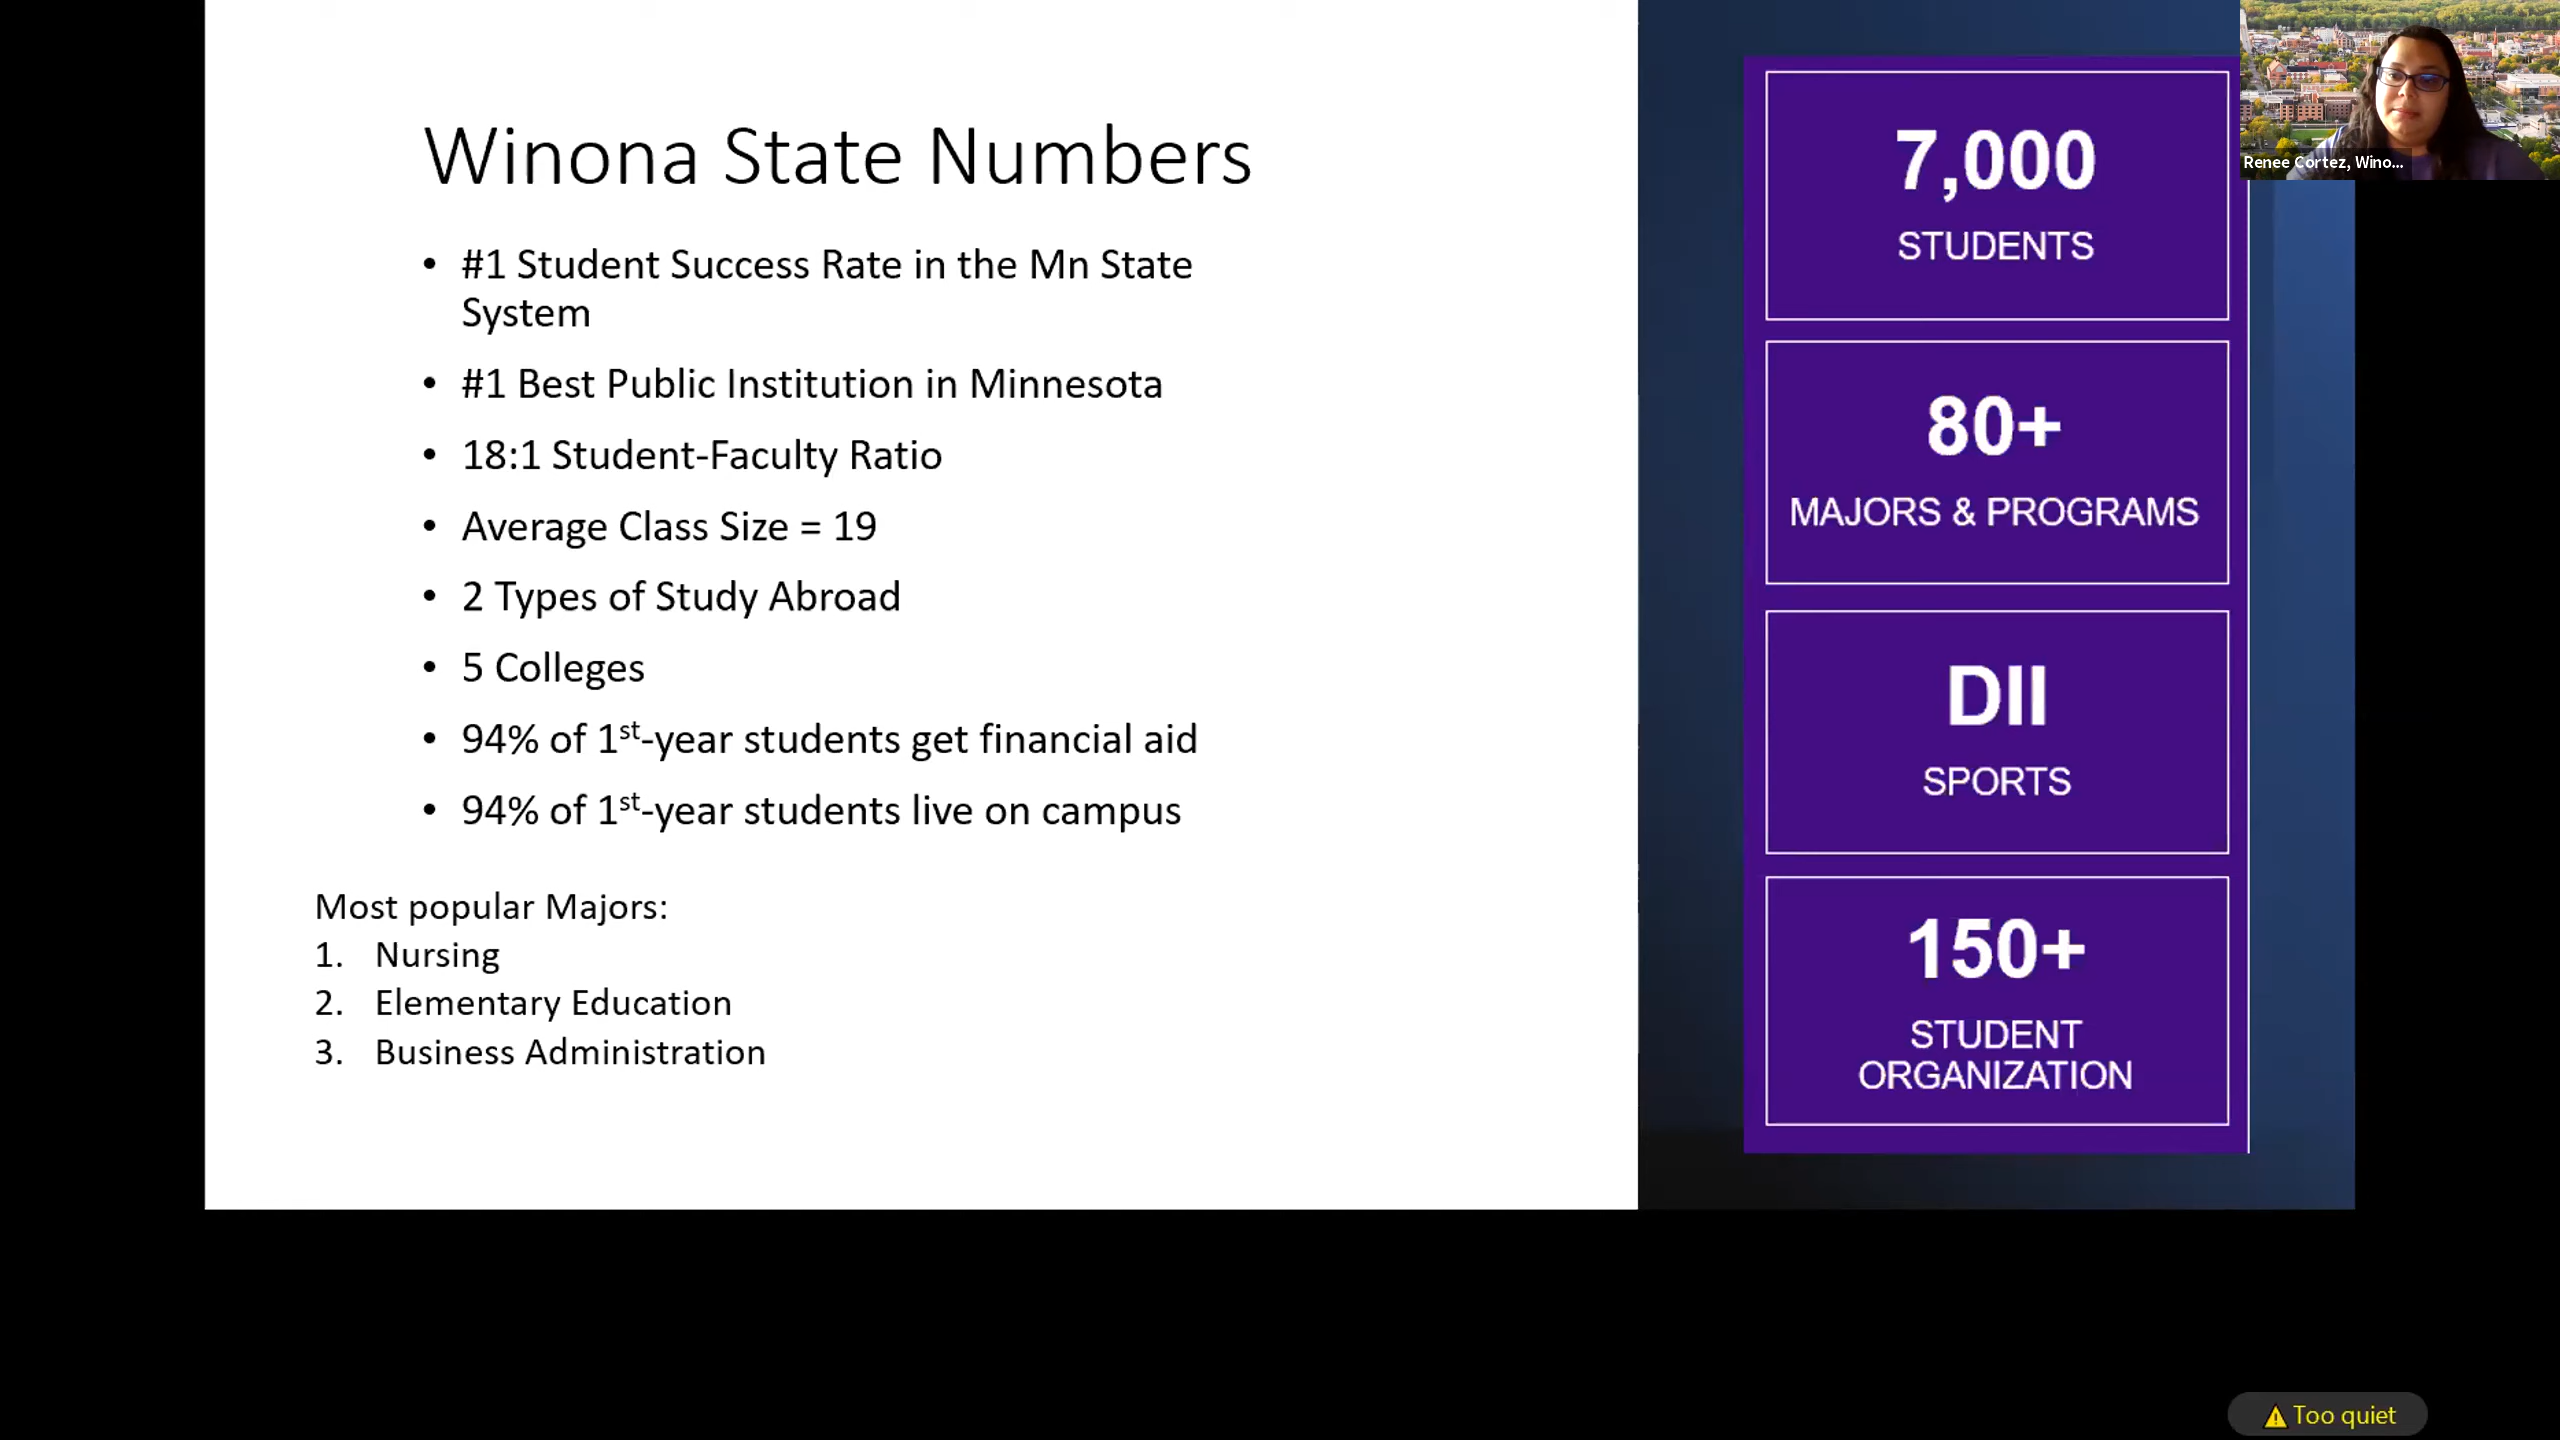 Winona State Numbers
• #1 Student Success Rate in the Mn State
System
• #1 Best Public Institution in Minnesota
• 18:1 Student-Faculty Ratio
• Average Class Size = 19
• 2 Types of Study Abroad
• 5 Colleges
• 94% of 1st-year students get financial aid
• 94% of 1st-year students live on campus
Most popular Majors:
1. Nursing
2. Elementary Education
3. Business Administration
7,000
STUDENTS
80+
MAJORS & PROGRAMS
DII
SPORTS
150+
STUDENT
ORGANIZATION
Renee Cortez, Wino...
Too quiet